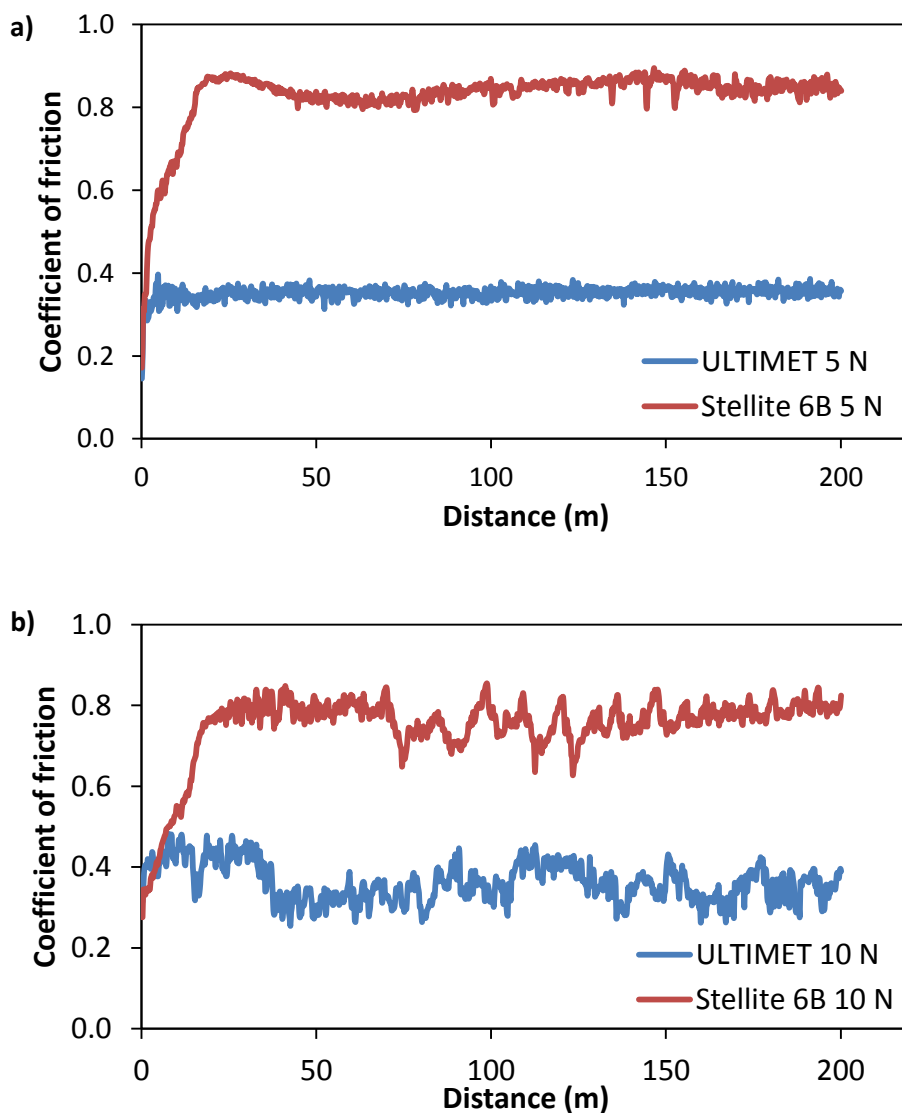 a)
Coefficient of friction
1.0
0.8
0.6
0.4
0.2
0.0
ULTIMET 5 N
Stellite 6B 5 N
0 50 100 150 200
Distance (m)
b)
Coefficient of friction
1.0
0.8
0.6
0.4
0.2
0.0
ULTIMET 10 N
Stellite 6B 10 N
0 50 100 150 200
Distance (m)